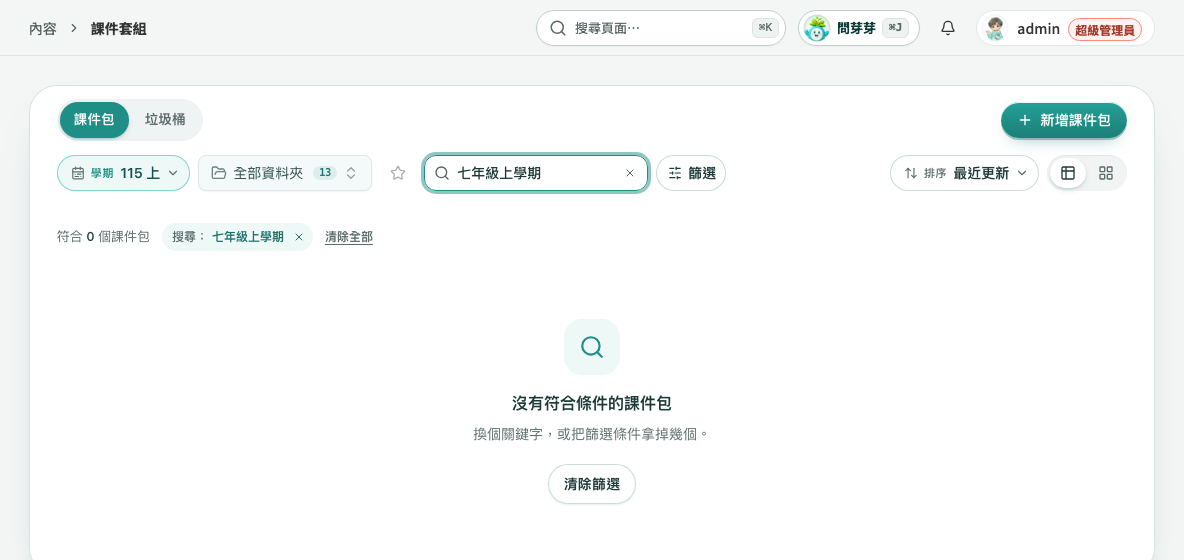 內容 > 課件套組
搜尋頁面… ⌘K
問芽芽 ⌘J
admin 超級管理員
課件包 垃圾桶
+ 新增課件包
學期 115 上
全部資料夾 13
七年級上學期 ×
篩選
排序 最近更新
符合 0 個課件包 搜尋： 七年級上學期 × 清除全部
沒有符合條件的課件包
換個關鍵字，或把篩選條件拿掉幾個。
清除篩選